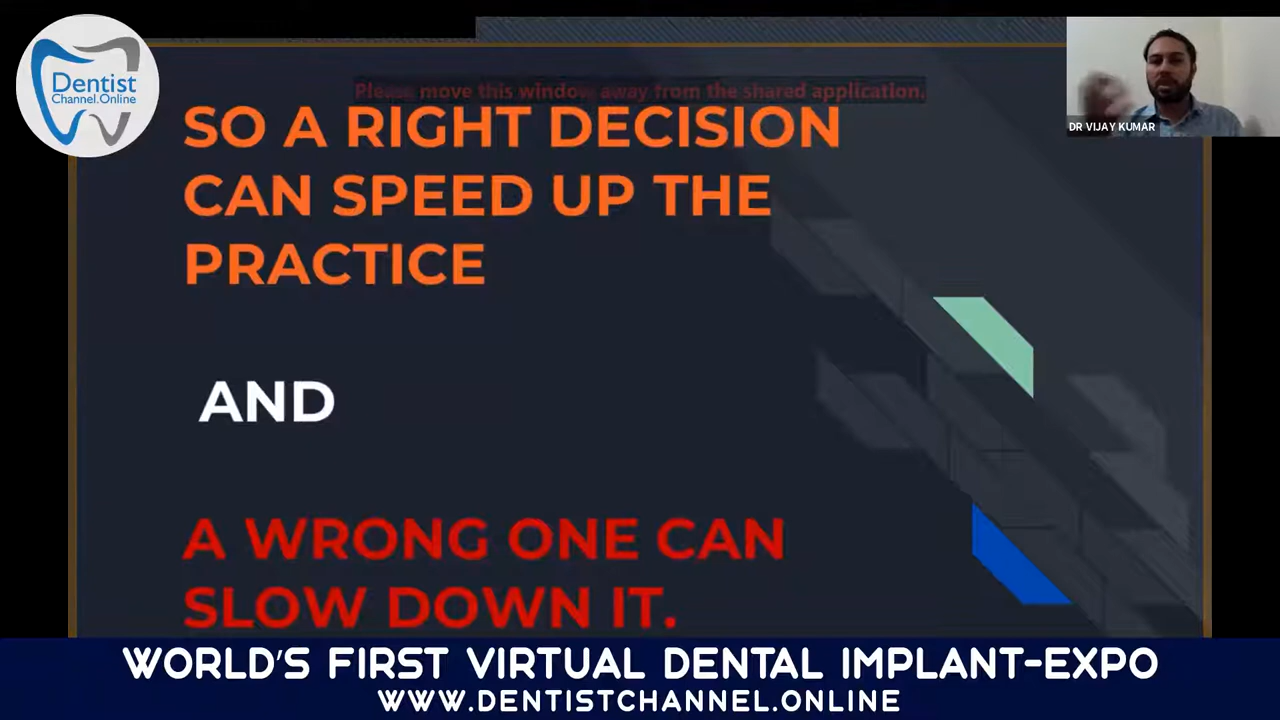 Dentist
Channel.Online
Please move this window away from the shared application.
DR VIJAY KUMAR
SO A RIGHT DECISION
CAN SPEED UP THE
PRACTICE
AND
A WRONG ONE CAN
SLOW DOWN IT.
WORLD'S FIRST VIRTUAL DENTAL IMPLANT-EXPO
WWW.DENTISTCHANNEL.ONLINE